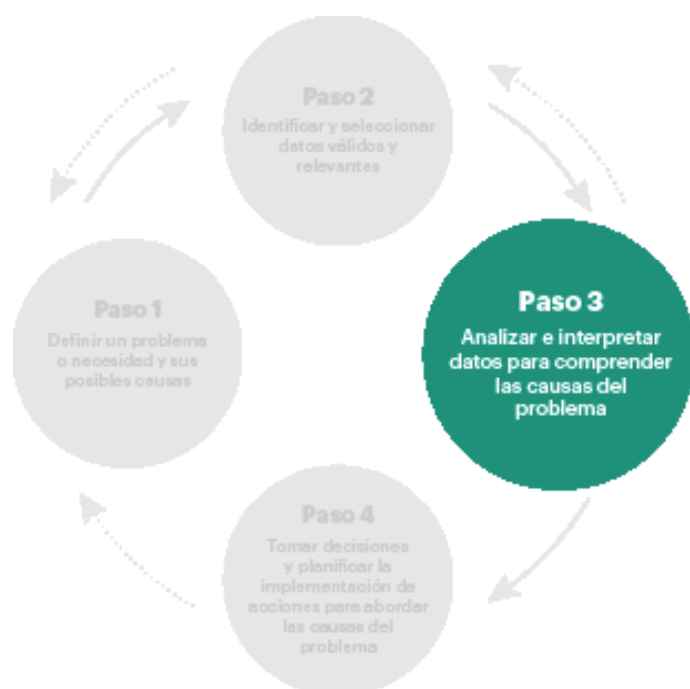 Paso 2
Identificar y seleccionar
datos válidos y
relevantes
Paso 1
Definir un problema
o necesidad y sus
posibles causas
Paso 3
Analizar e interpretar
datos para comprender
las causas del
problema
Paso 4
Tomar decisiones
y planificar la
implementación de
acciones para abordar
las causas del
problema